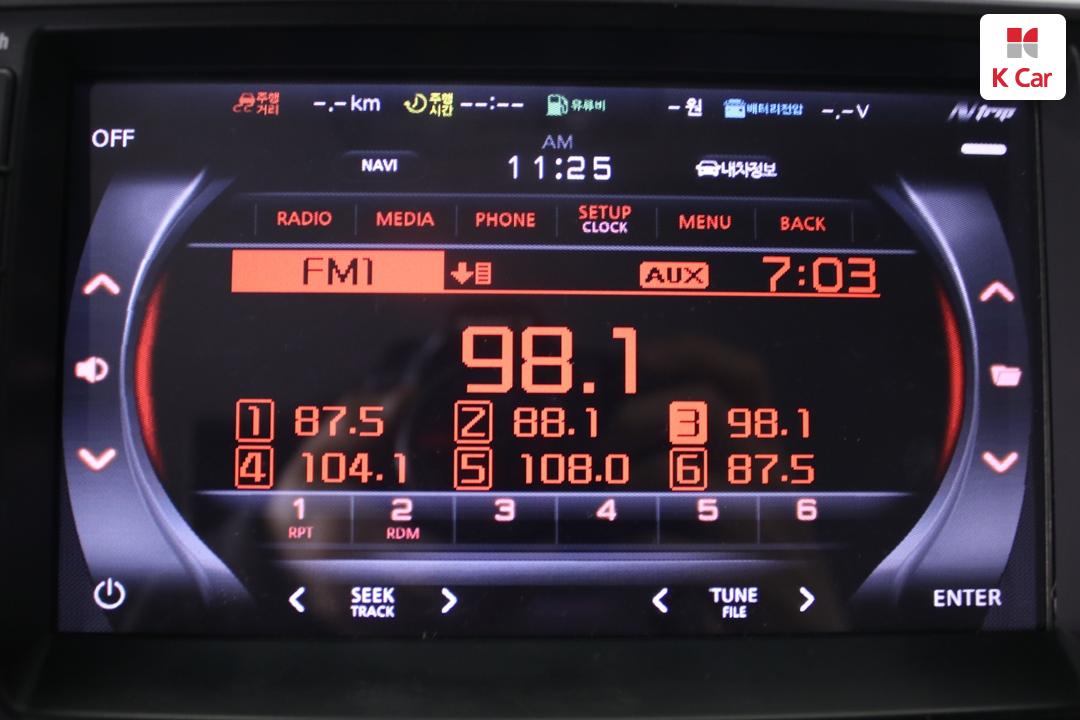 K Car
주행거리 -.-km 주행시간 --:-- 유류비 -원 배터리전압 -.-V
OFF
AM
NAVI 11:25 내차정보
RADIO MEDIA PHONE SETUP CLOCK MENU BACK
FM1 AUX 7:03
98.1
1 87.5 2 88.1 3 98.1
4 104.1 5 108.0 6 87.5
1 2 3 4 5 6
RPT RDM
< SEEK > < TUNE > ENTER
TRACK FILE